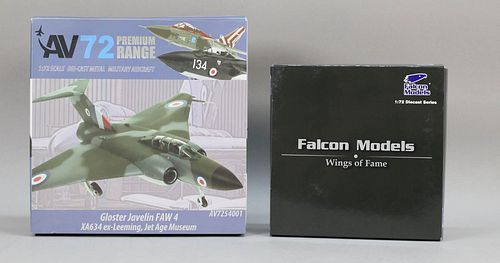 AV72 PREMIUM RANGE
1:72 SCALE DIE-CAST METAL MILITARY AIRCRAFT
134
Gloster Javelin FAW 4
AV7254001
XA634 ex-Leeming, Jet Age Museum
Falcon Models
1:72 Diecast Series
Falcon Models
Wings of Fame